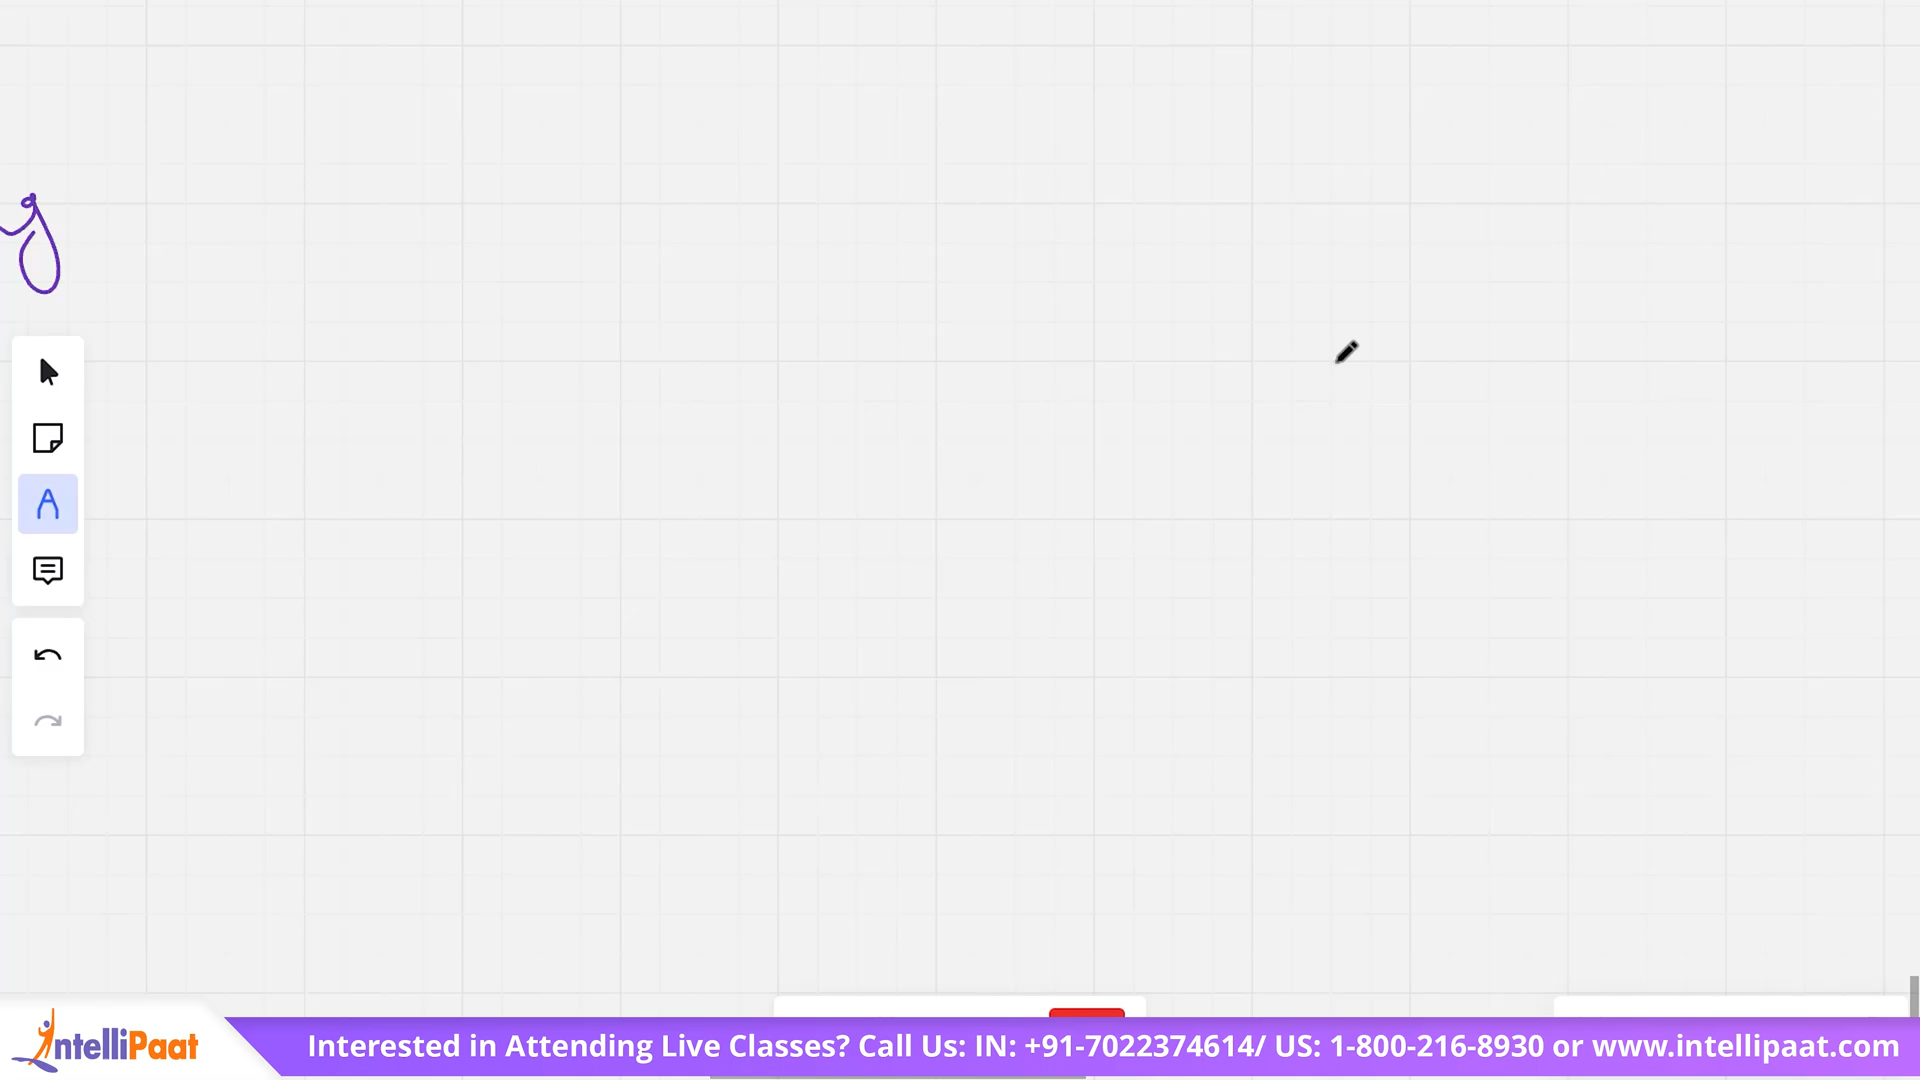 IntelliPaat
Interested in Attending Live Classes? Call Us: IN: +91-7022374614/ US: 1-800-216-8930 or www.intellipaat.com